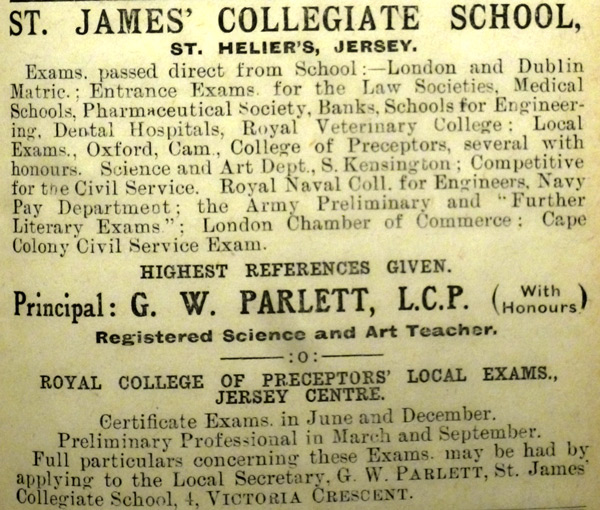 ST. JAMES' COLLEGIATE SCHOOL,
ST. HELIER'S, JERSEY.
Exams. passed direct from School:—London and Dublin
Matric.; Entrance Exams. for the Law Societies, Medical
Schools, Pharmaceutical Society, Banks, Schools for Engineer-
ing, Dental Hospitals, Royal Veterinary College; Local
Exams., Oxford, Cam., College of Preceptors, several with
honours. Science and Art Dept., S. Kensington; Competitive
for the Civil Service. Royal Naval Coll. for Engineers, Navy
Pay Department; the Army Preliminary and "Further
Literary Exams"; London Chamber of Commerce; Cape
Colony Civil Service Exam.
HIGHEST REFERENCES GIVEN.
Principal: G. W. PARLETT, L.C.P. (With Honours)
Registered Science and Art Teacher.
:o:
ROYAL COLLEGE OF PRECEPTORS' LOCAL EXAMS.,
JERSEY CENTRE.
Certificate Exams. in June and December.
Preliminary Professional in March and September.
Full particulars concerning these Exams. may be had by
applying to the Local Secretary, G. W. PARLETT, St. James'
Collegiate School, 4, VICTORIA CRESCENT.